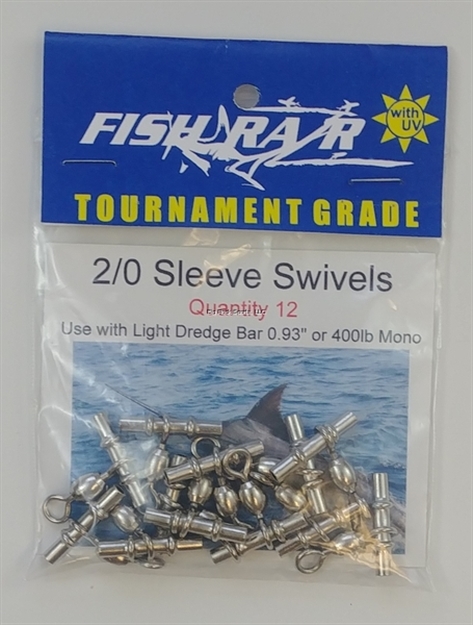 FISH RAZR
with
UV
TOURNAMENT GRADE
2/0 Sleeve Swivels
Quantity 12
Use with Light Dredge Bar 0.93" or 400lb Mono